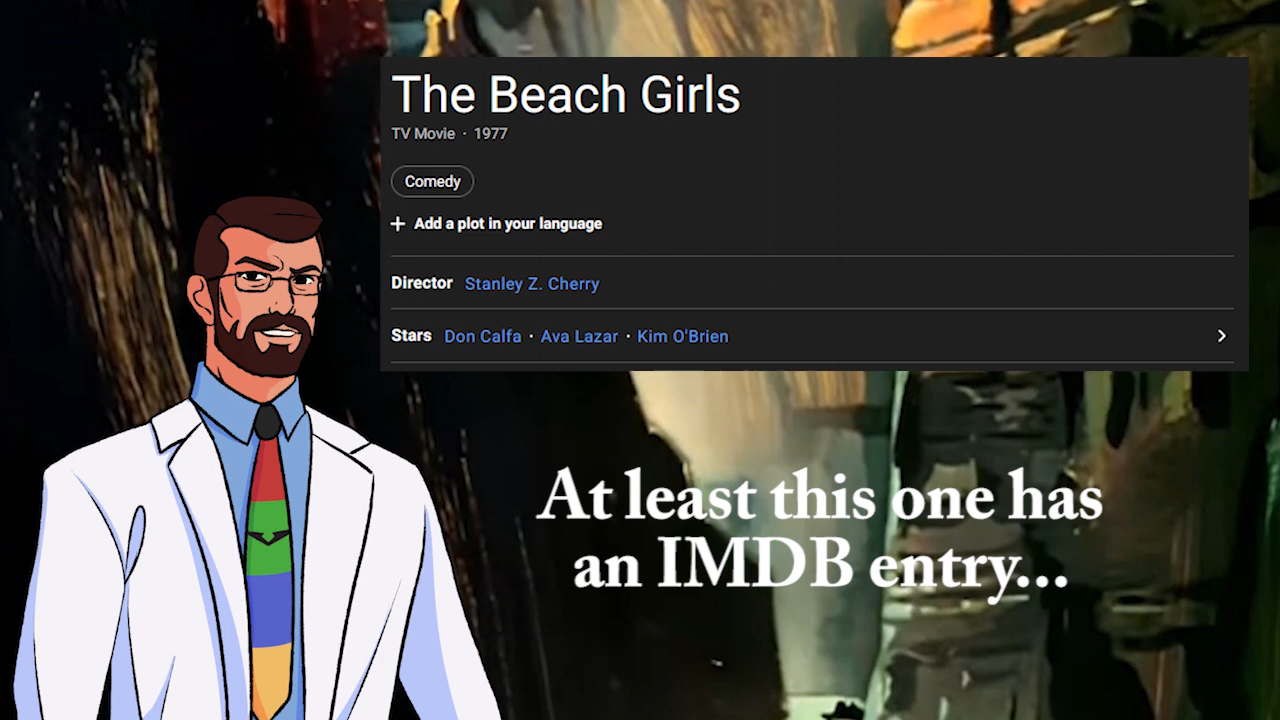 The Beach Girls
TV Movie · 1977
Comedy
+ Add a plot in your language
Director Stanley Z. Cherry
Stars Don Calfa · Ava Lazar · Kim O'Brien
At least this one has
an IMDB entry...